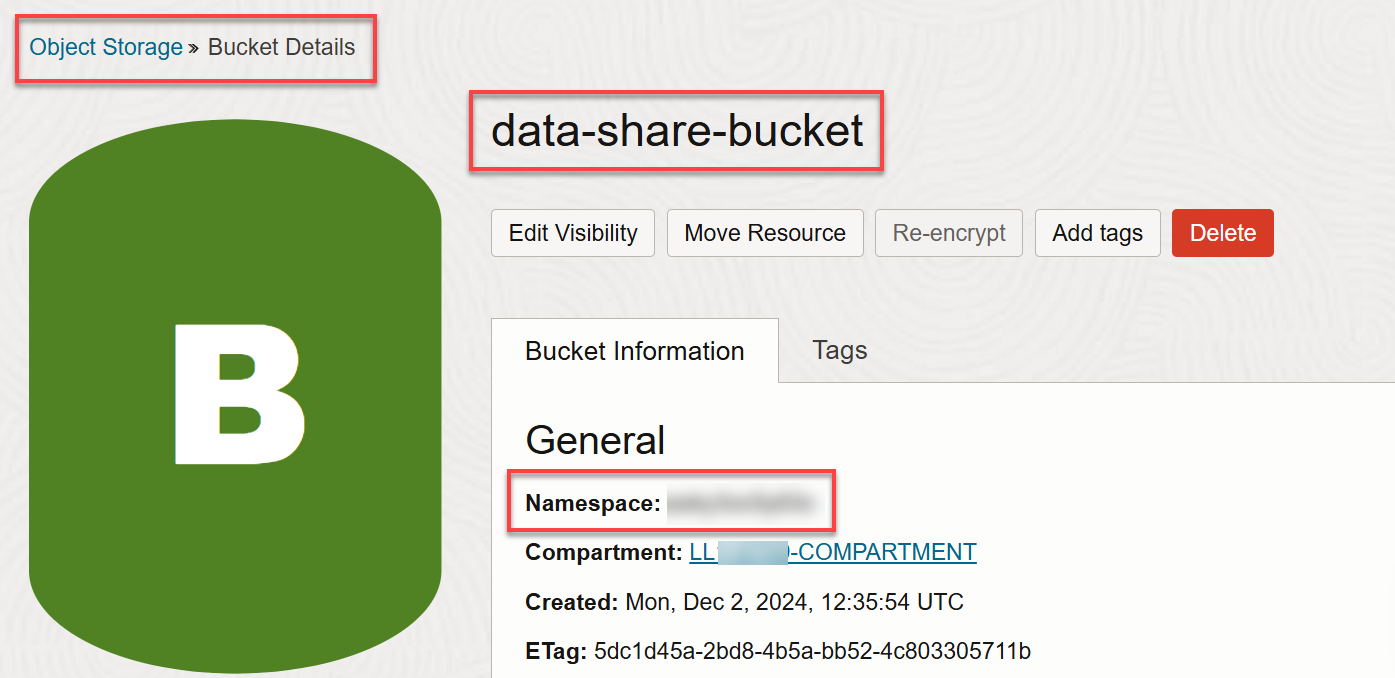 Object Storage » Bucket Details
data-share-bucket
Edit Visibility
Move Resource
Re-encrypt
Add tags
Delete
B
Bucket Information
Tags
General
Namespace:
Compartment: LL -COMPARTMENT
Created: Mon, Dec 2, 2024, 12:35:54 UTC
ETag: 5dc1d45a-2bd8-4b5a-bb52-4c803305711b